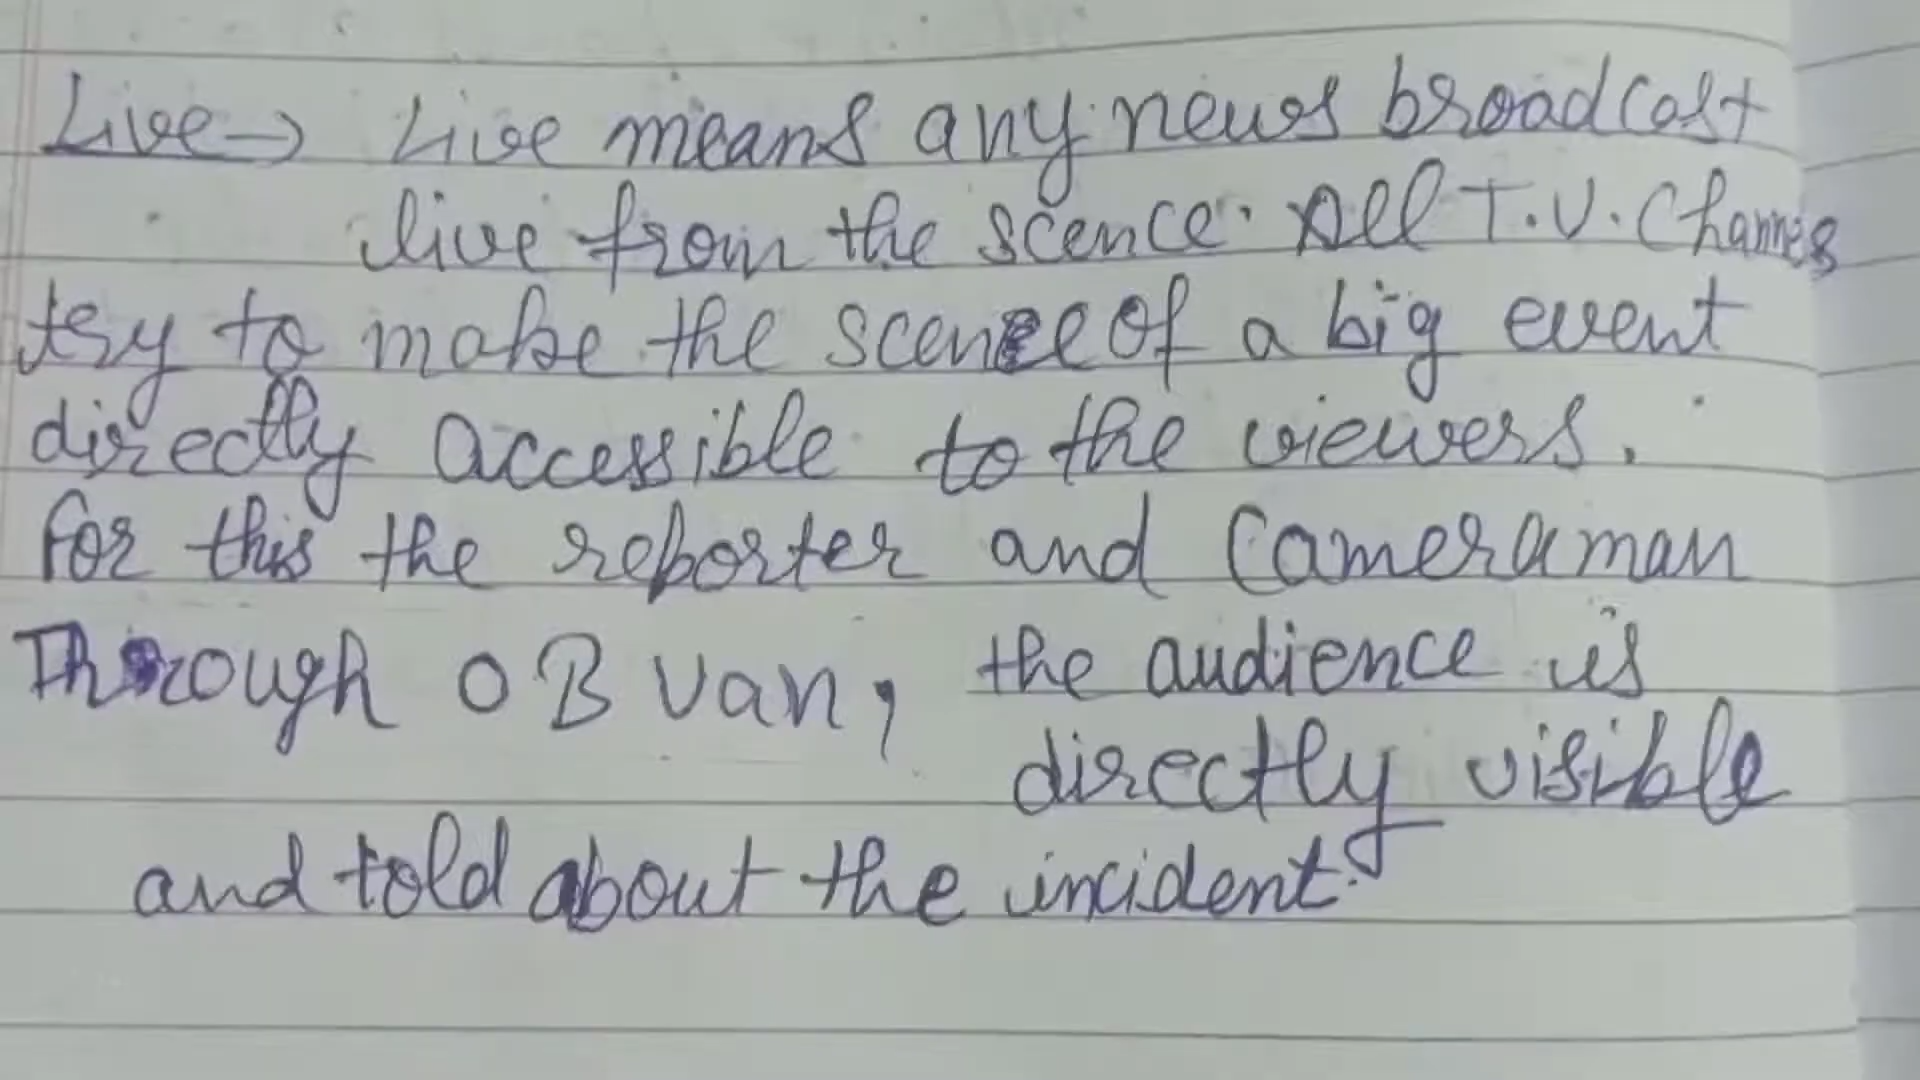 Live → Live means any news broadcast
live from the scence. All T.V. Channes
try to make the scene of a big event
directly accessible to the viewers.
for this the reporter and Cameraman
Through OB van, the audience is
directly visible
and told about the incident.